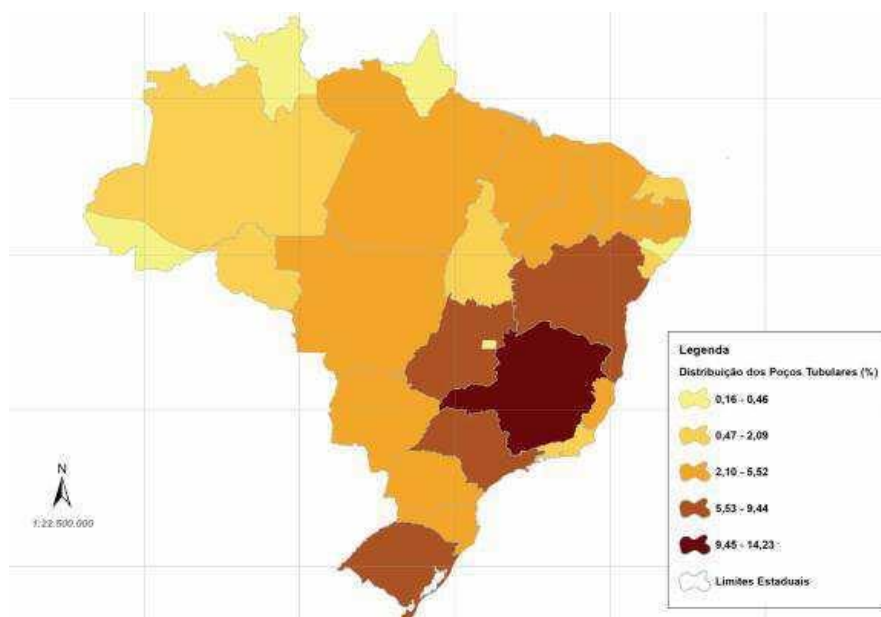 N
1:22.500.000
Legenda
Distribuição dos Poços Tubulares (%)
0,16 - 0,46
0,47 - 2,09
2,10 - 5,52
5,53 - 9,44
9,45 - 14,23
Limites Estaduais